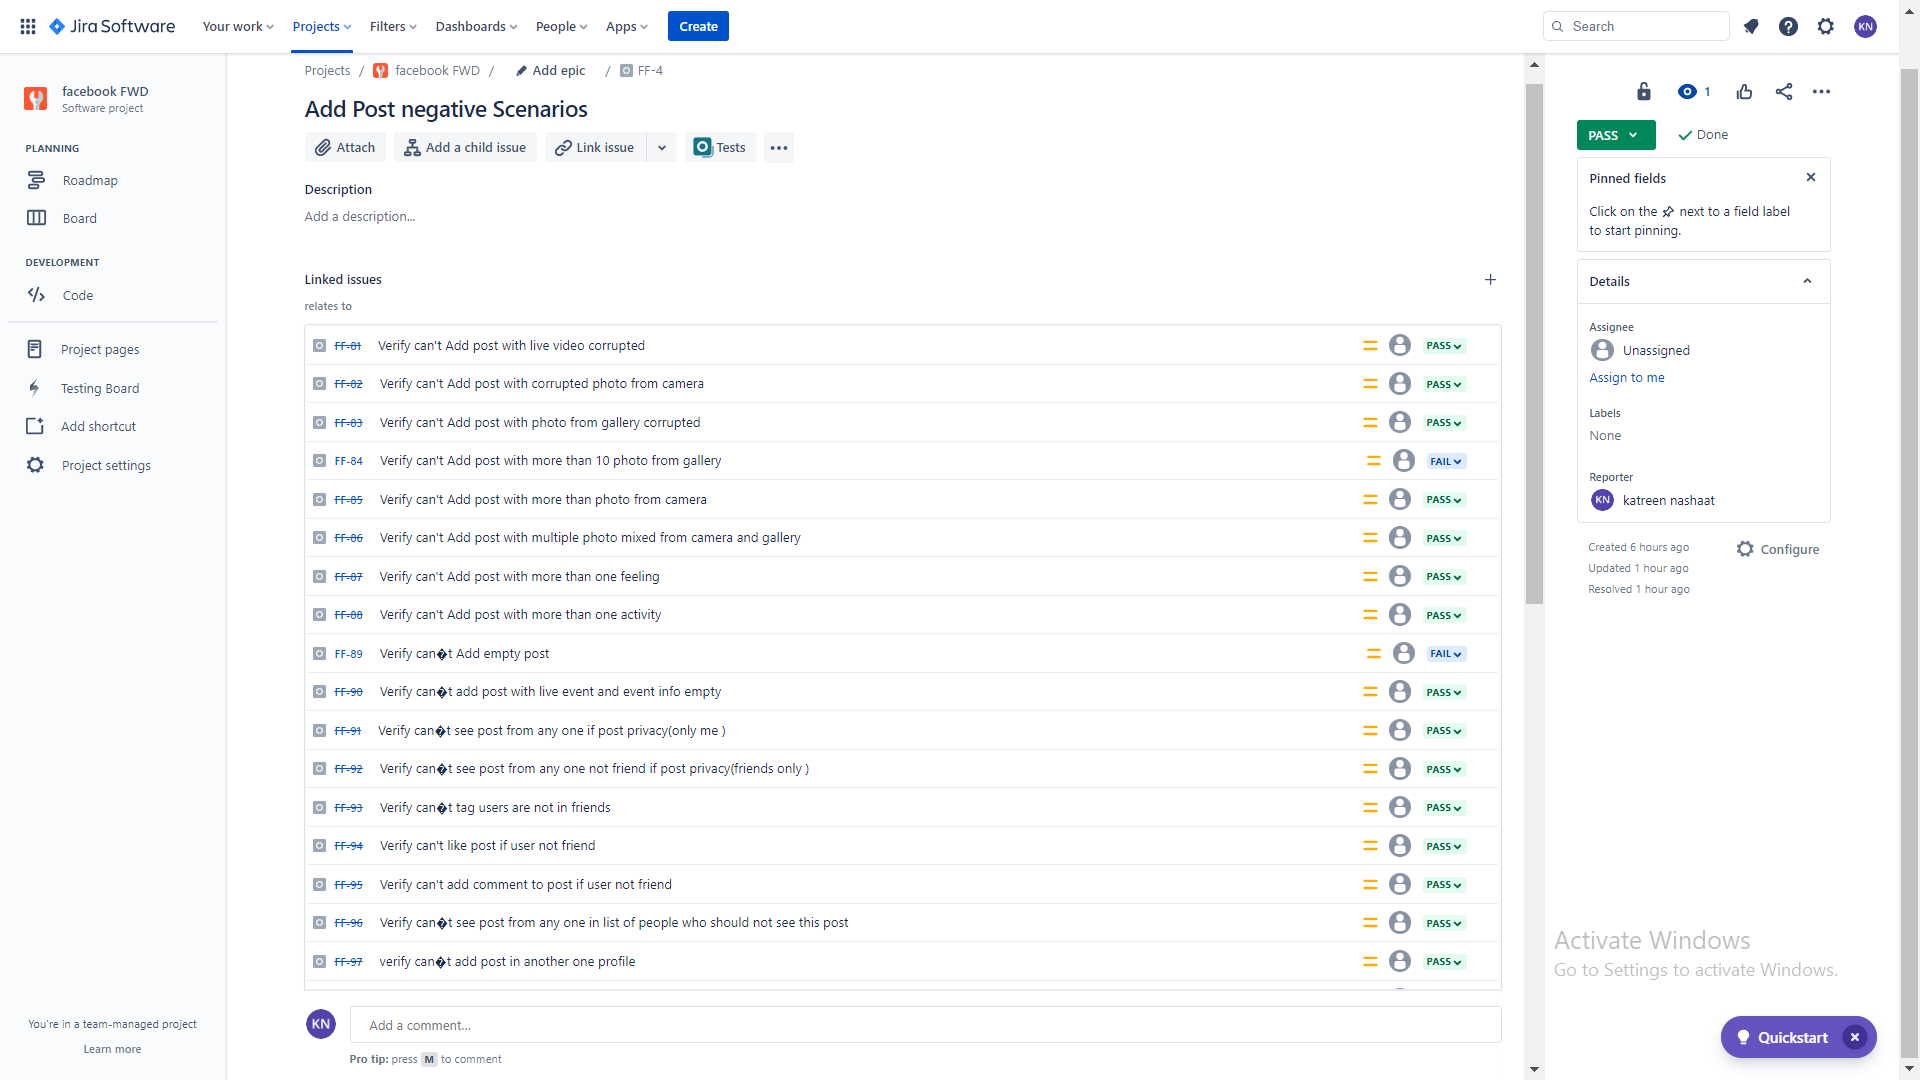 Jira Software
Your work
Projects
Filters
Dashboards
People
Apps
Create
Search
KN
facebook FWD
Software project
PLANNING
Roadmap
Board
DEVELOPMENT
Code
Project pages
Testing Board
Add shortcut
Project settings
You're in a team-managed project
Learn more
Projects / facebook FWD / Add epic / FF-4
Add Post negative Scenarios
Attach
Add a child issue
Link issue
Tests
Description
Add a description...
Linked issues
relates to
FF-81 Verify can't Add post with live video corrupted PASS
FF-82 Verify can't Add post with corrupted photo from camera PASS
FF-83 Verify can't Add post with photo from gallery corrupted PASS
FF-84 Verify can't Add post with more than 10 photo from gallery FAIL
FF-85 Verify can't Add post with more than photo from camera PASS
FF-86 Verify can't Add post with multiple photo mixed from camera and gallery PASS
FF-87 Verify can't Add post with more than one feeling PASS
FF-88 Verify can't Add post with more than one activity PASS
FF-89 Verify can�t Add empty post FAIL
FF-90 Verify can�t add post with live event and event info empty PASS
FF-91 Verify can�t see post from any one if post privacy(only me ) PASS
FF-92 Verify can�t see post from any one not friend if post privacy(friends only ) PASS
FF-93 Verify can�t tag users are not in friends PASS
FF-94 Verify can't like post if user not friend PASS
FF-95 Verify can't add comment to post if user not friend PASS
FF-96 Verify can�t see post from any one in list of people who should not see this post PASS
FF-97 verify can�t add post in another one profile PASS
KN
Add a comment...
Pro tip: press M to comment
1
PASS
Done
Pinned fields
Click on the next to a field label
to start pinning.
Details
Assignee
Unassigned
Assign to me
Labels
None
Reporter
KN katreen nashaat
Created 6 hours ago
Configure
Updated 1 hour ago
Resolved 1 hour ago
Activate Windows
Go to Settings to activate Windows.
Quickstart